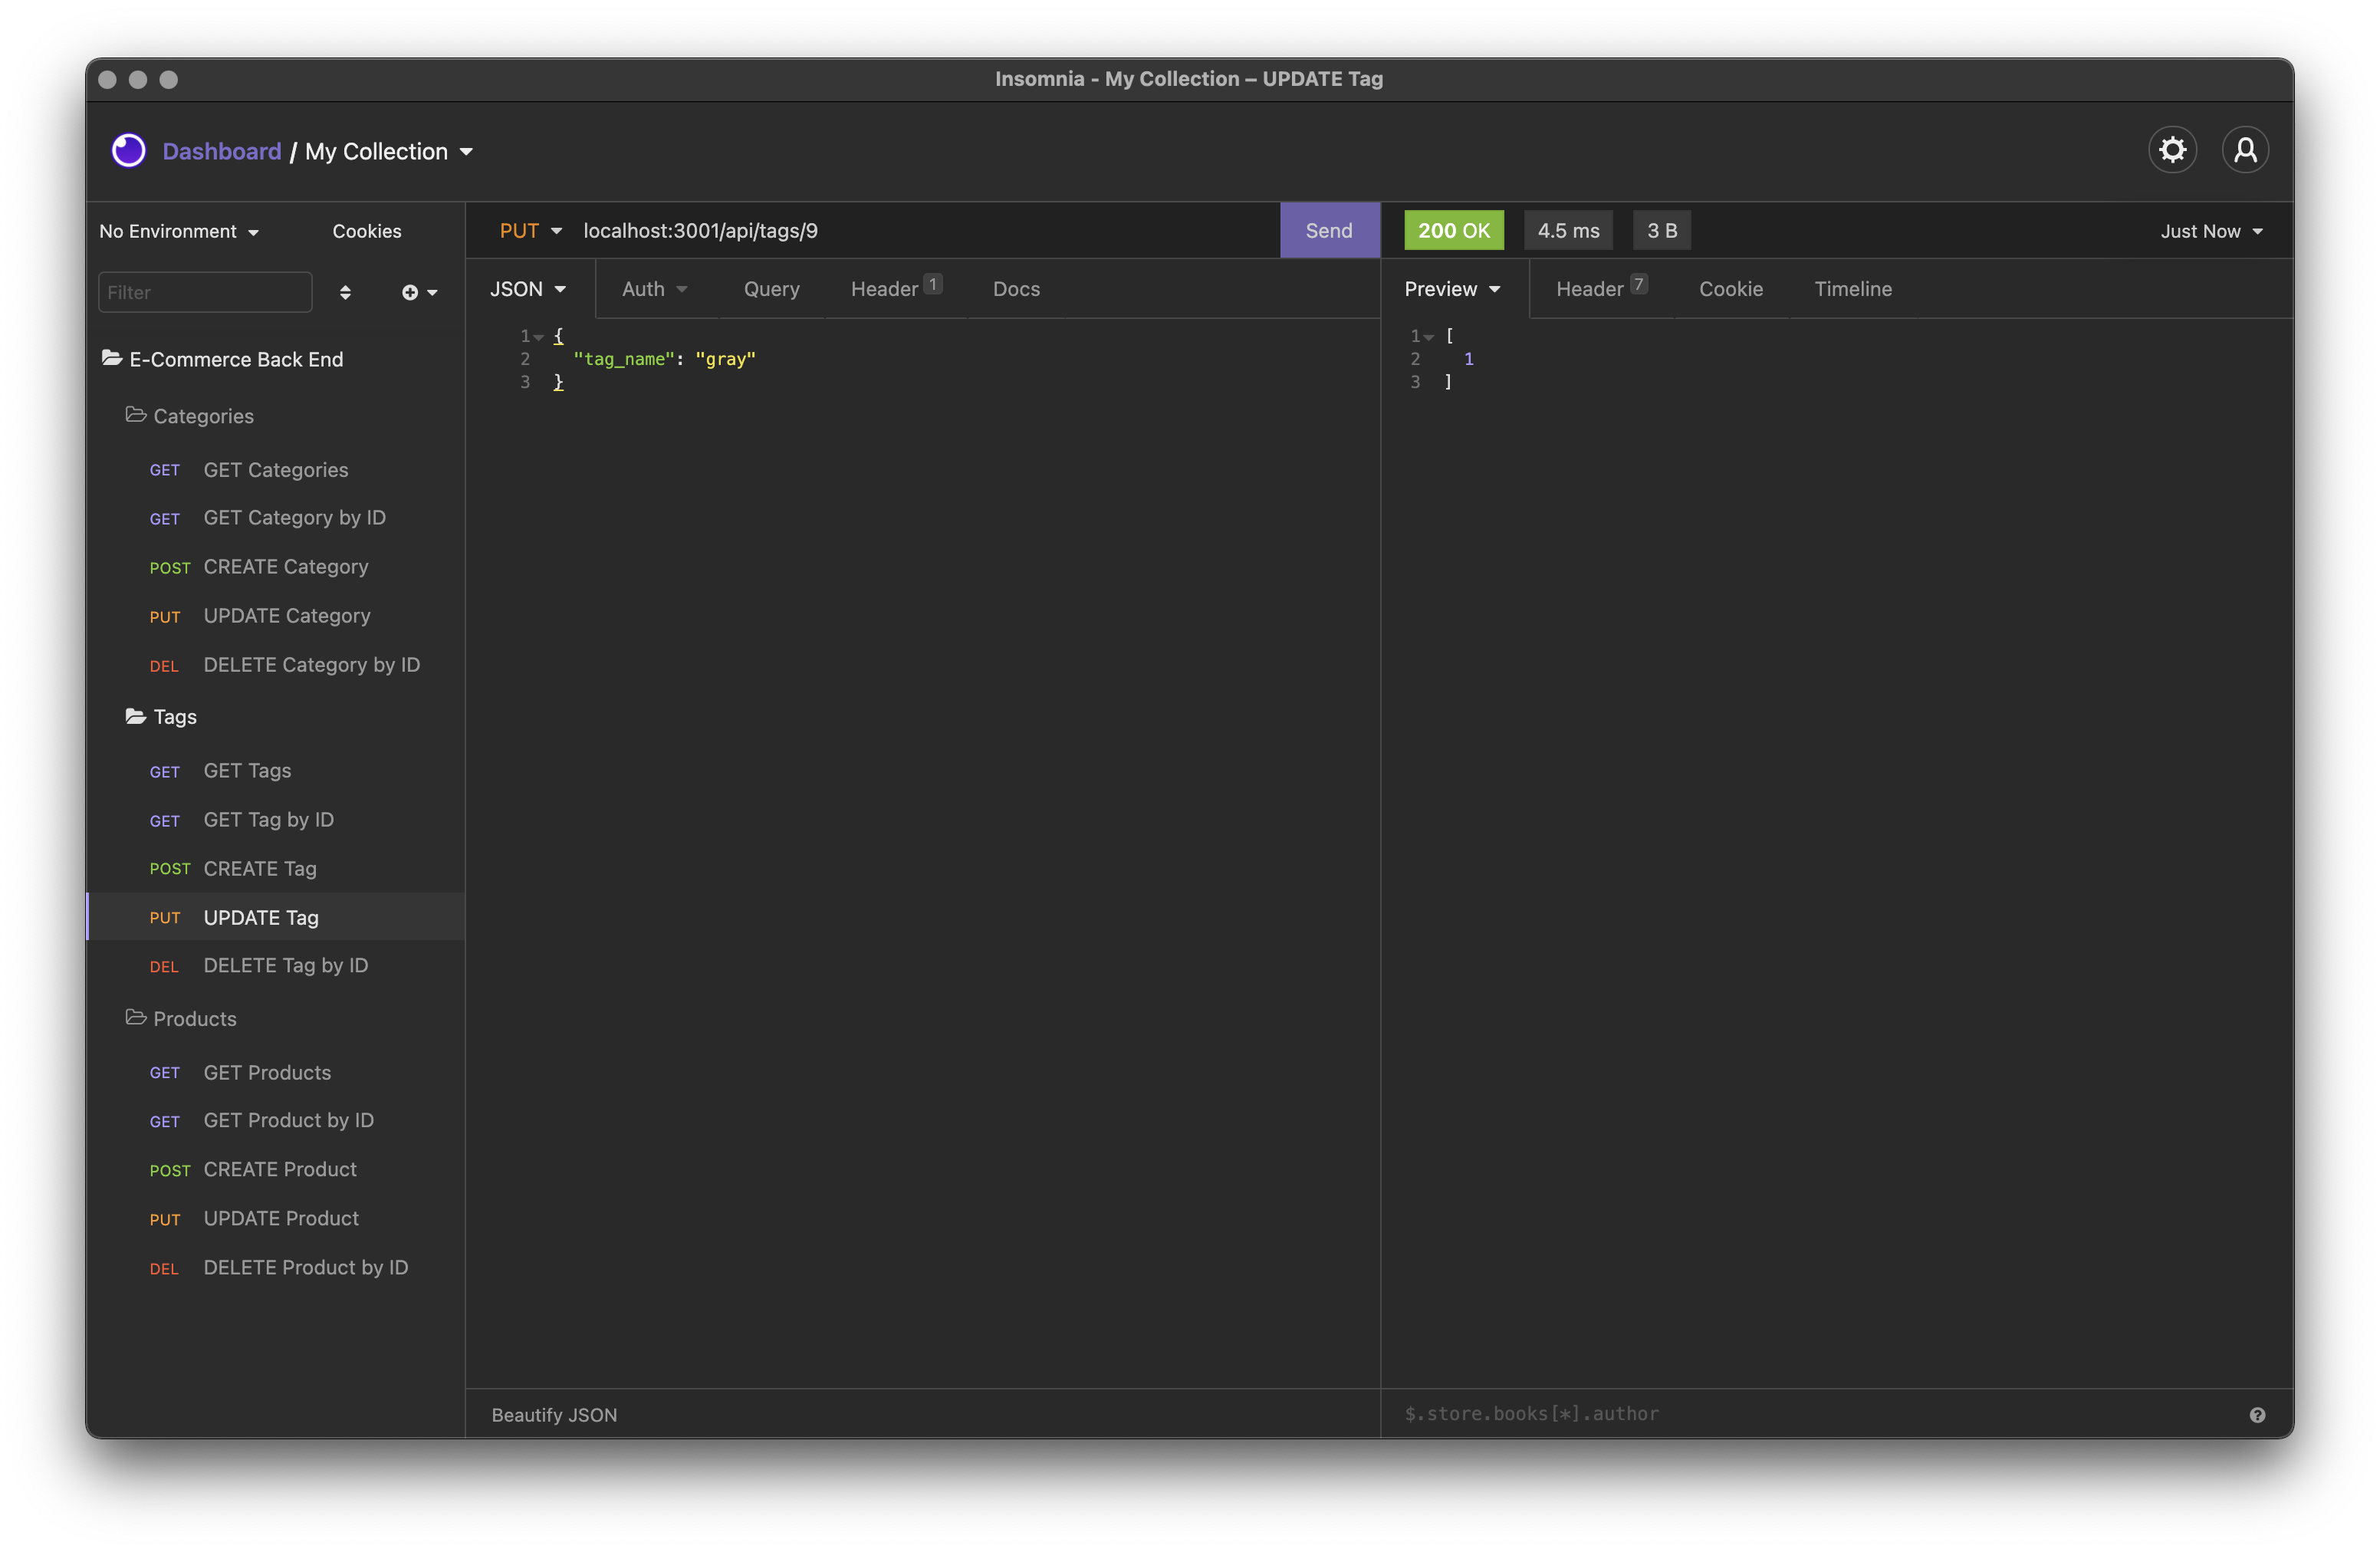 Insomnia - My Collection – UPDATE Tag
Dashboard / My Collection
No Environment
Cookies
Filter
E-Commerce Back End
Categories
GET GET Categories
GET GET Category by ID
POST CREATE Category
PUT UPDATE Category
DEL DELETE Category by ID
Tags
GET GET Tags
GET GET Tag by ID
POST CREATE Tag
PUT UPDATE Tag
DEL DELETE Tag by ID
Products
GET GET Products
GET GET Product by ID
POST CREATE Product
PUT UPDATE Product
DEL DELETE Product by ID
PUT localhost:3001/api/tags/9 Send
JSON Auth Query Header 1 Docs
1 {
2 "tag_name": "gray"
3 }
Beautify JSON
200 OK 4.5 ms 3 B Just Now
Preview Header 7 Cookie Timeline
1 [
2 1
3 ]
$.store.books[*].author